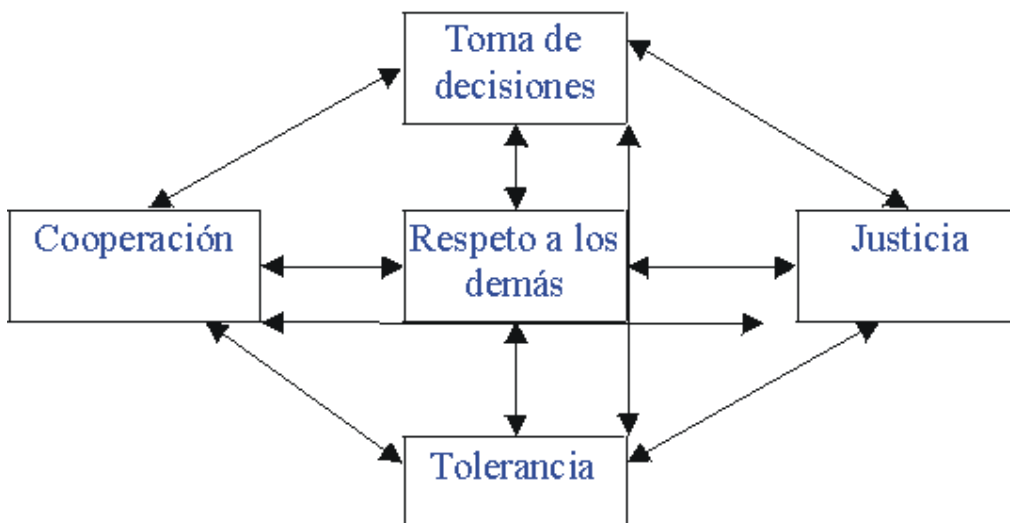 Toma de
decisiones
Cooperación
Respeto a los
demás
Justicia
Tolerancia